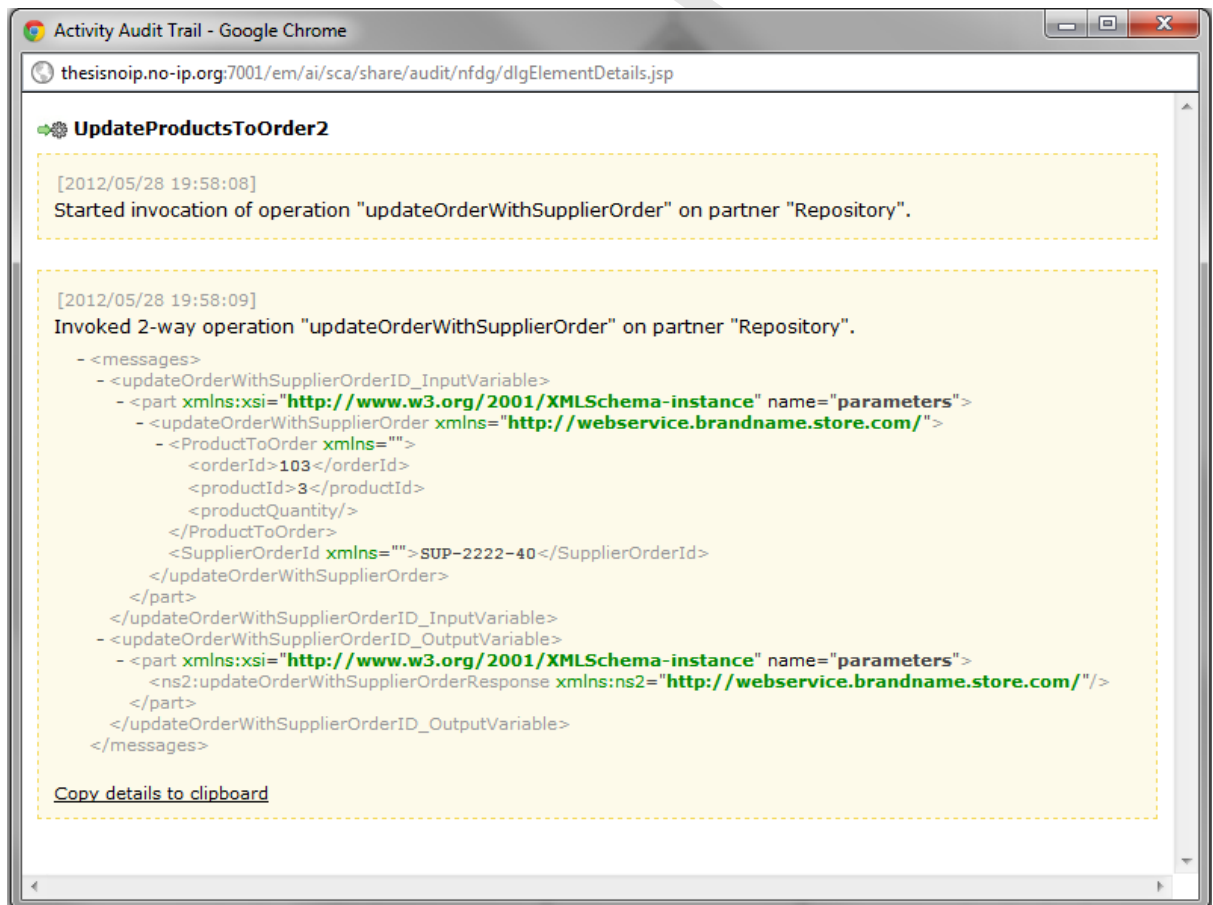 Activity Audit Trail - Google Chrome
thesisnoip.no-ip.org:7001/em/ai/sca/share/audit/nfdg/dlgElementDetails.jsp
UpdateProductsToOrder2
[2012/05/28 19:58:08]
Started invocation of operation "updateOrderWithSupplierOrder" on partner "Repository".
[2012/05/28 19:58:09]
Invoked 2-way operation "updateOrderWithSupplierOrder" on partner "Repository".
- <messages>
- <updateOrderWithSupplierOrderID_InputVariable>
- <part xmlns:xsi="http://www.w3.org/2001/XMLSchema-instance" name="parameters">
- <updateOrderWithSupplierOrder xmlns="http://webservice.brandname.store.com/">
- <ProductToOrder xmlns="">
<orderId>103</orderId>
<productId>3</productId>
<productQuantity/>
</ProductToOrder>
<SupplierOrderId xmlns="">SUP-2222-40</SupplierOrderId>
</updateOrderWithSupplierOrder>
</part>
</updateOrderWithSupplierOrderID_InputVariable>
- <updateOrderWithSupplierOrderID_OutputVariable>
- <part xmlns:xsi="http://www.w3.org/2001/XMLSchema-instance" name="parameters">
<ns2:updateOrderWithSupplierOrderResponse xmlns:ns2="http://webservice.brandname.store.com/"/>
</part>
</updateOrderWithSupplierOrderID_OutputVariable>
</messages>
Copy details to clipboard